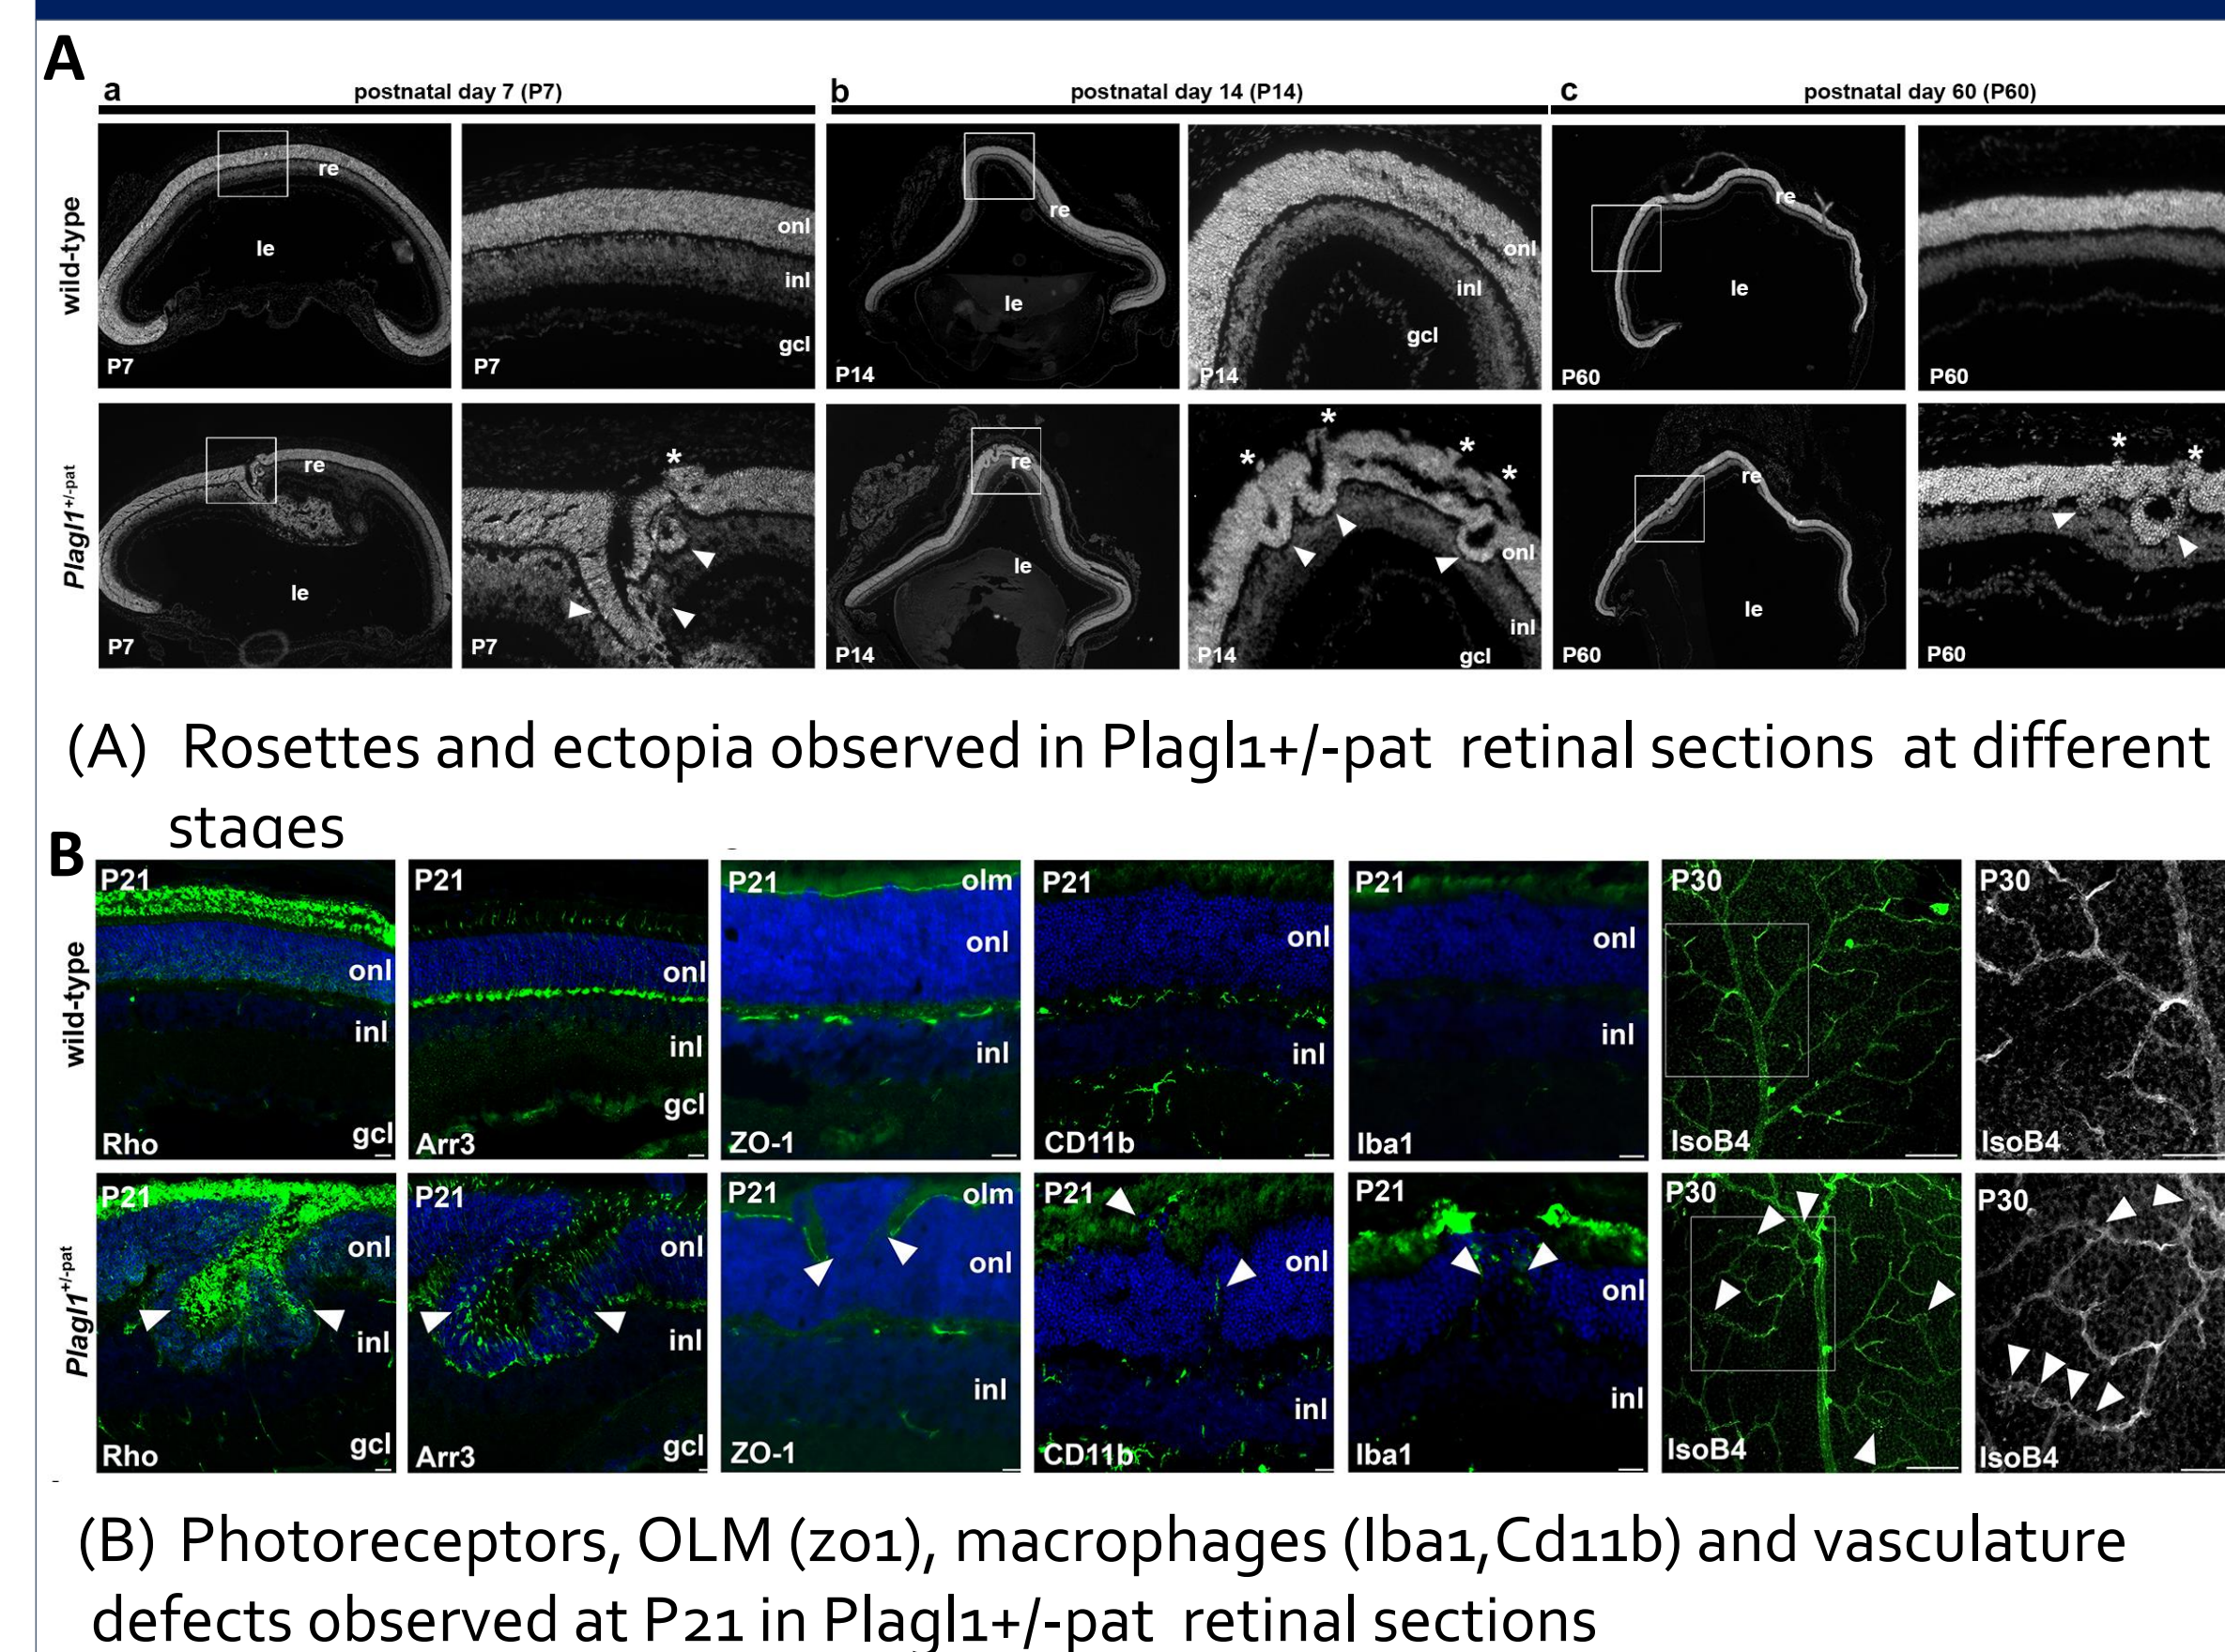 A
a postnatal day 7 (P7) b postnatal day 14 (P14) c postnatal day 60 (P60)
wild-type
re
le
P7
onl
inl
gcl
P7
re
le
P14
onl
inl
gcl
P14
re
le
P60
P60
Plagl1+/-pat
re
le
P7
*
P7
re
le
P14
* * * *
onl
inl
gcl
P14
re
le
P60
* *
P60
(A) Rosettes and ectopia observed in Plagl1+/-pat retinal sections at different
stages
B
wild-type
P21
onl
inl
gcl
Rho
P21
onl
inl
gcl
Arr3
P21 olm
onl
inl
ZO-1
P21
onl
inl
CD11b
P21
onl
inl
Iba1
P30
IsoB4
P30
IsoB4
Plagl1+/-pat
P21
onl
inl
gcl
Rho
P21
onl
inl
gcl
Arr3
P21 olm
onl
inl
ZO-1
P21
onl
inl
CD11b
P21
onl
inl
Iba1
P30
IsoB4
P30
IsoB4
(B) Photoreceptors, OLM (zo1), macrophages (Iba1,Cd11b) and vasculature
defects observed at P21 in Plagl1+/-pat retinal sections